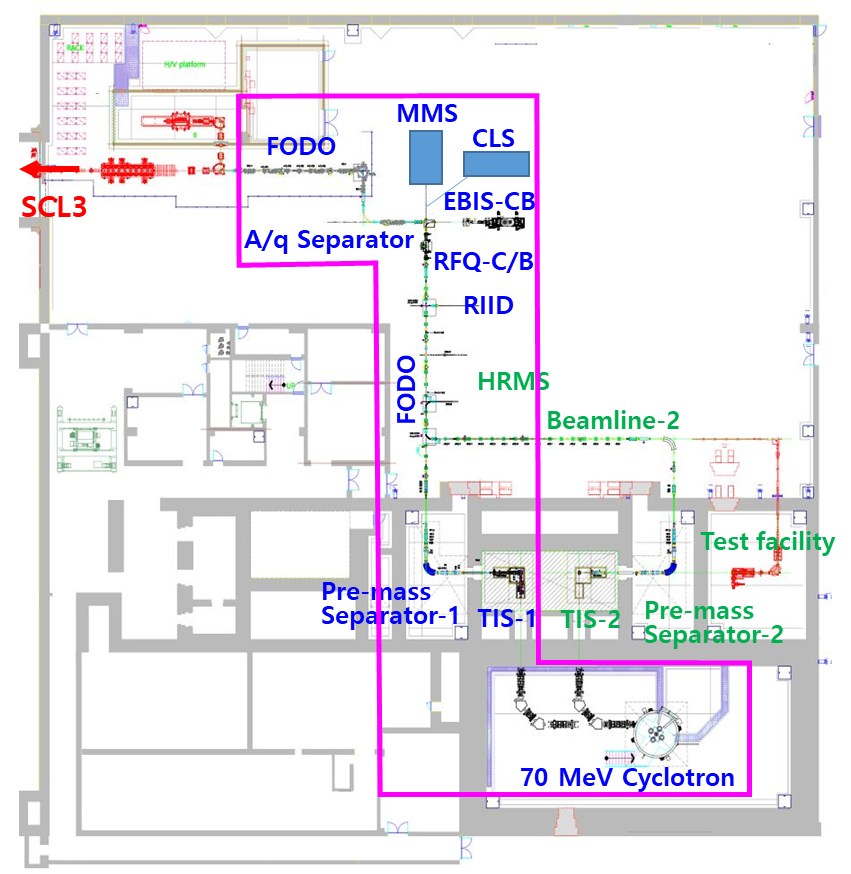 RACK
H/V platform
MMS
CLS
FODO
SCL3
EBIS-CB
A/q Separator
RFQ-C/B
RIID
FODO
HRMS
UP
Beamline-2
Test facility
Pre-mass
Separator-1
TIS-1
TIS-2
Pre-mass
Separator-2
70 MeV Cyclotron